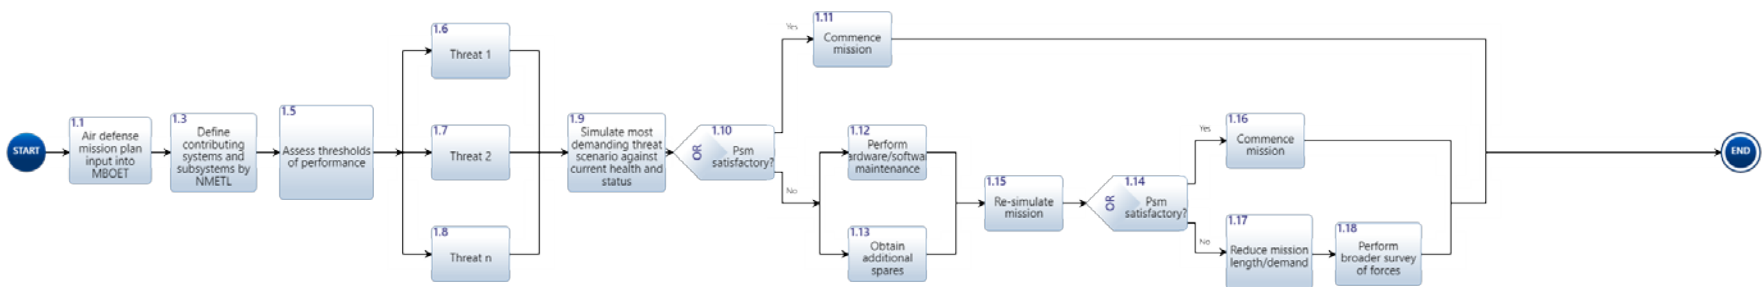 START
1.1
Air defense
mission plan
input into
MBOET
1.3
Define
contributing
systems and
subsystems by
NMETL
1.5
Assess thresholds
of performance
1.6
Threat 1
1.7
Threat 2
1.8
Threat n
1.9
Simulate most
demanding threat
scenario against
current health and
status
OR
1.10
Psm
satisfactory?
Yes
No
1.11
Commence
mission
1.12
Perform
ardware/softwa
maintenance
1.13
Obtain
additional
spares
1.15
Re-simulate
mission
OR
1.14
Psm
satisfactory?
Yes
No
1.16
Commence
mission
1.17
Reduce mission
length/demand
1.18
Perform
broader survey
of forces
END